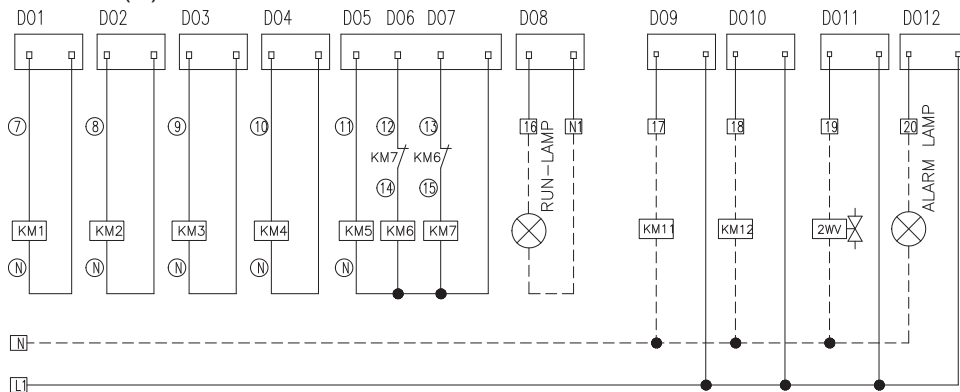 DO1 DO2 DO3 DO4 DO5 DO6 DO7 DO8 DO9 DO10 DO11 DO12
7 8 9 10 11 12 13 16 N1 17 18 19 20
RUN-LAMP
ALARM LAMP
KM7 KM6
14 15
KM1 KM2 KM3 KM4 KM5 KM6 KM7 KM11 KM12 2WV
N N N N N
N
L1